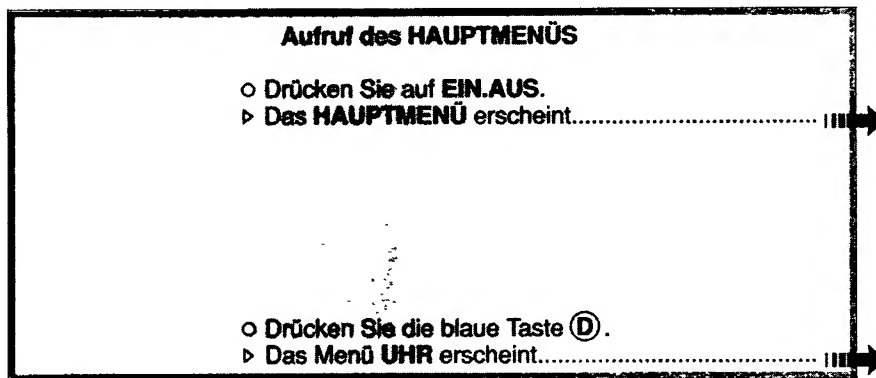 Aufruf des HAUPTMENÜS
○ Drücken Sie auf EIN.AUS.
▷ Das HAUPTMENÜ erscheint..................................
○ Drücken Sie die blaue Taste Ⓓ.
▷ Das Menü UHR erscheint.......................................